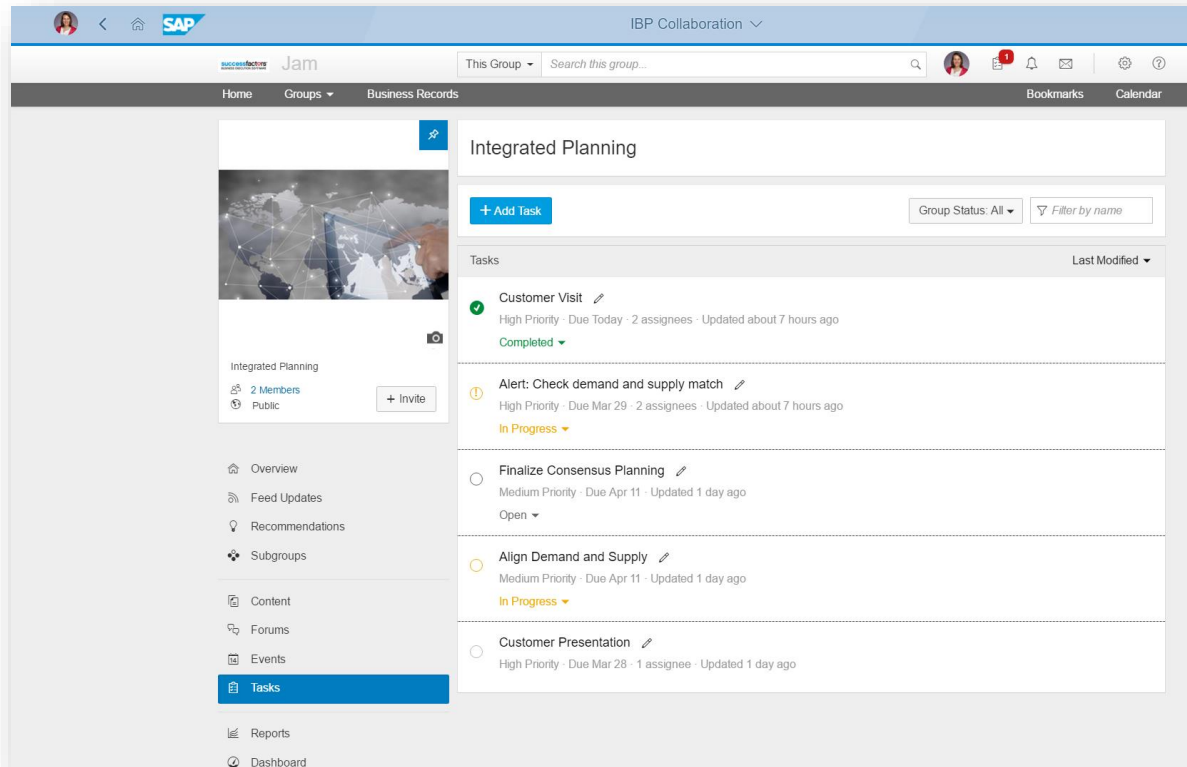 SAP
IBP Collaboration
successfactors
BUSINESS EXECUTION SOFTWARE
Jam
This Group
Search this group...
1
Home
Groups
Business Records
Bookmarks
Calendar
Integrated Planning
+ Add Task
Group Status: All
Filter by name
Tasks
Last Modified
Customer Visit
High Priority · Due Today · 2 assignees · Updated about 7 hours ago
Completed
Alert: Check demand and supply match
High Priority · Due Mar 29 · 2 assignees · Updated about 7 hours ago
In Progress
Finalize Consensus Planning
Medium Priority · Due Apr 11 · Updated 1 day ago
Open
Align Demand and Supply
Medium Priority · Due Apr 11 · Updated 1 day ago
In Progress
Customer Presentation
High Priority · Due Mar 28 · 1 assignee · Updated 1 day ago
Integrated Planning
2 Members
Public
+ Invite
Overview
Feed Updates
Recommendations
Subgroups
Content
Forums
14
Events
Tasks
Reports
Dashboard